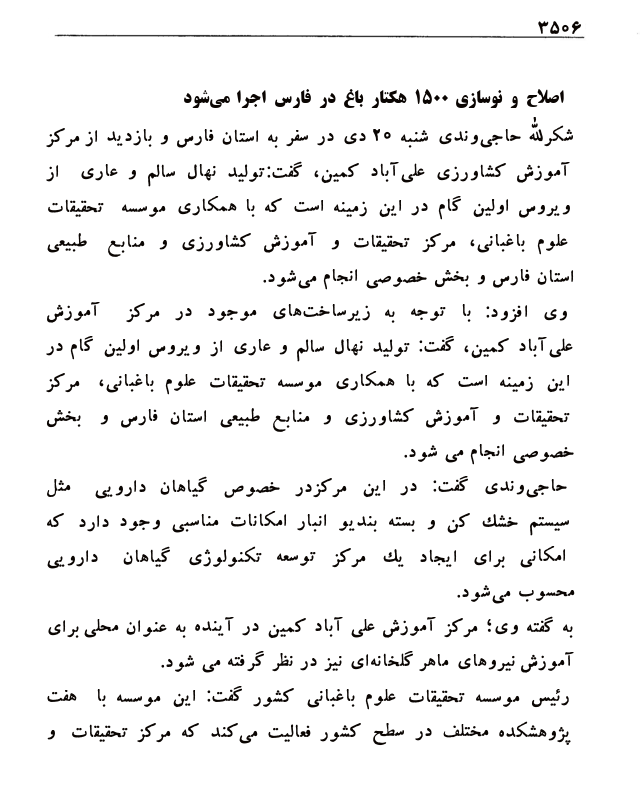 ۳۵۰۶
اصلاح و نوسازی ۱۵۰۰ هکتار باغ در فارس اجرا می‌شود
شکرالله حاجی‌وندی شنبه ۲۵ دی در سفر به استان فارس و بازدید از مرکز
آموزش کشاورزی علی‌آباد کمین، گفت:تولید نهال سالم و عاری از
ویروس اولین گام در این زمینه است که با همکاری موسسه تحقیقات
علوم باغبانی، مرکز تحقیقات و آموزش کشاورزی و منابع طبیعی
استان فارس و بخش خصوصی انجام می‌شود.
وی افزود: با توجه به زیرساخت‌های موجود در مرکز آموزش
علی‌آباد کمین، گفت: تولید نهال سالم و عاری از ویروس اولین گام در
این زمینه است که با همکاری موسسه تحقیقات علوم باغبانی، مرکز
تحقیقات و آموزش کشاورزی و منابع طبیعی استان فارس و بخش
خصوصی انجام می شود.
حاجی‌وندی گفت: در این مرکزدر خصوص گیاهان دارویی مثل
سیستم خشك کن و بسته بندیو انبار امکانات مناسبی وجود دارد که
امکانی برای ایجاد یك مرکز توسعه تکنولوژی گیاهان دارویی
محسوب می‌شود.
به گفته وی؛ مرکز آموزش علی آباد کمین در آینده به عنوان محلی برای
آموزش نیروهای ماهر گلخانه‌ای نیز در نظر گرفته می شود.
رئیس موسسه تحقیقات علوم باغبانی کشور گفت: این موسسه با هفت
پژوهشکده مختلف در سطح کشور فعالیت می‌کند که مرکز تحقیقات و